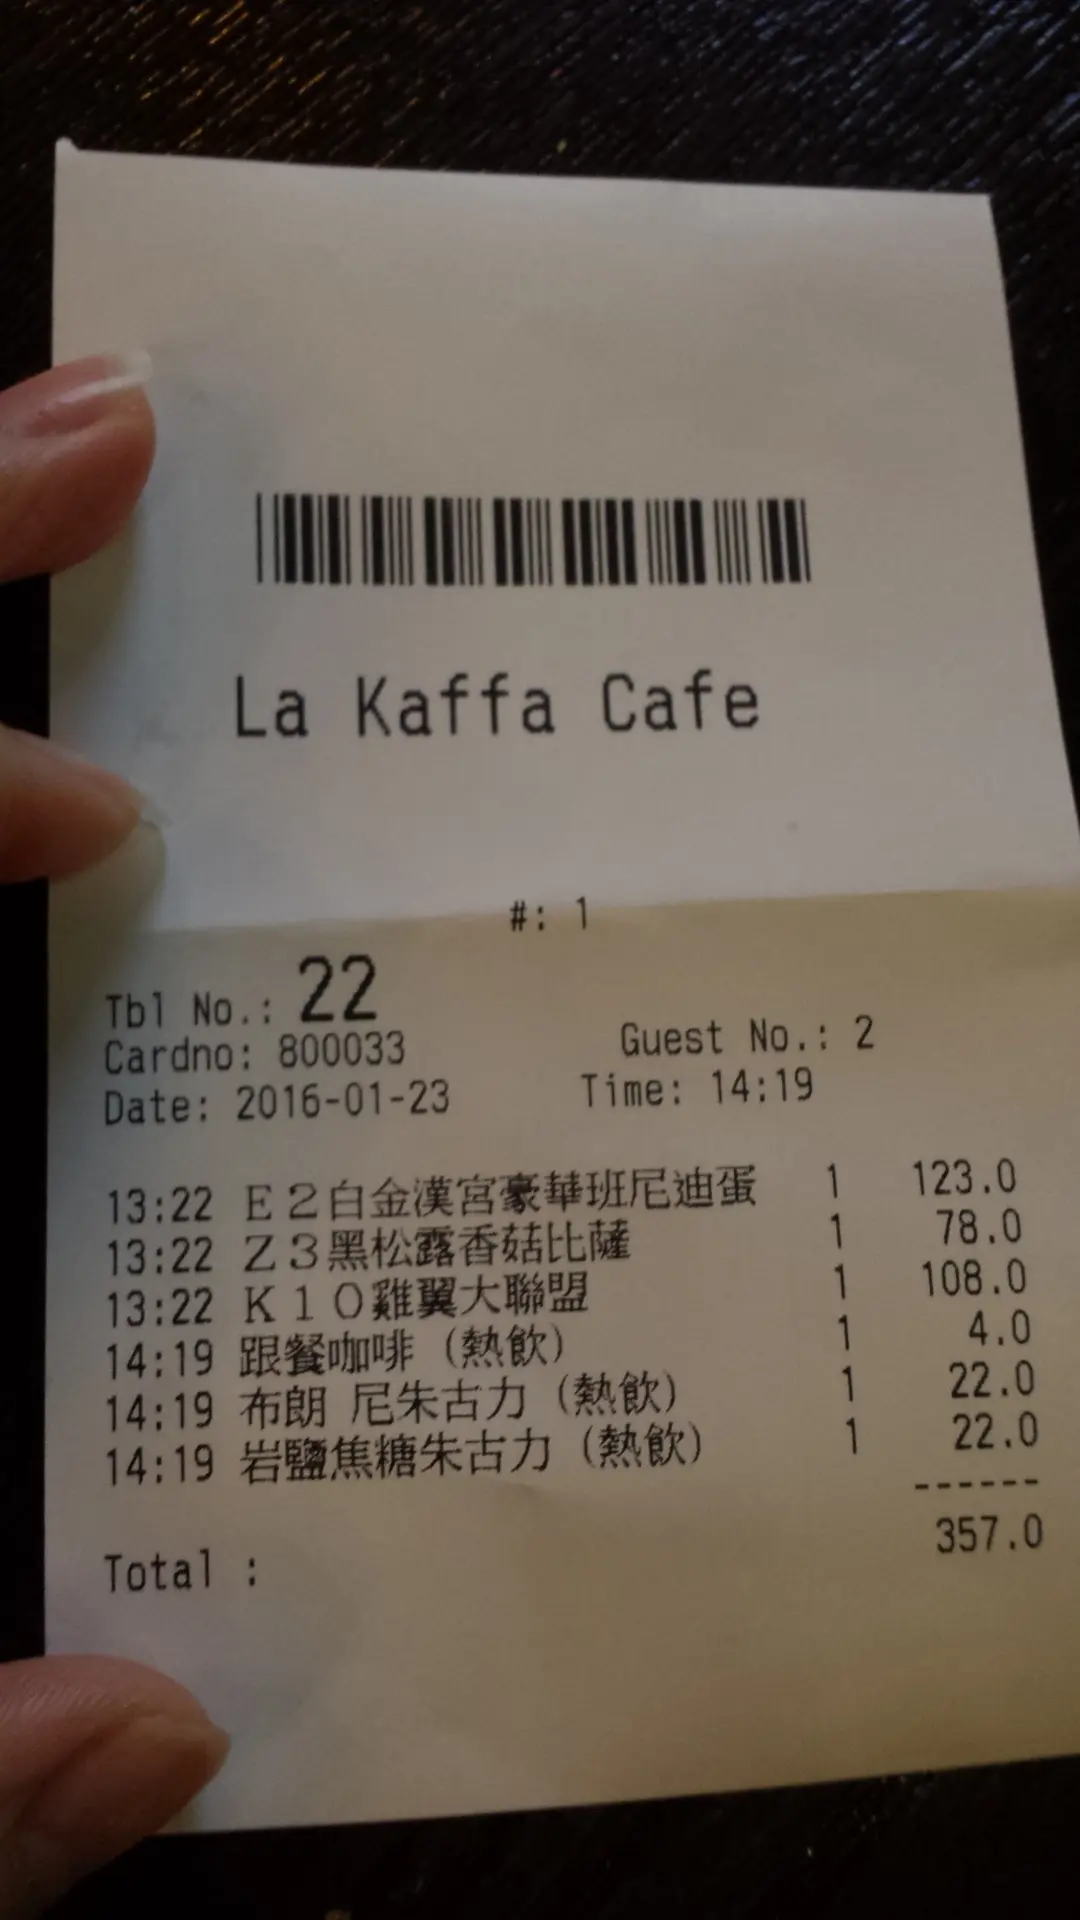 La Kaffa Cafe
#: 1
Tbl No.: 22
Cardno: 800033 Guest No.: 2
Date: 2016-01-23 Time: 14:19
13:22 E2白金漢宮豪華班尼迪蛋 1 123.0
13:22 Z3黑松露香菇比薩 1 78.0
13:22 K10雞翼大聯盟 1 108.0
14:19 跟餐咖啡 (熱飲) 1 4.0
14:19 布朗 尼朱古力 (熱飲) 1 22.0
14:19 岩鹽焦糖朱古力 (熱飲) 1 22.0
------
357.0
Total :